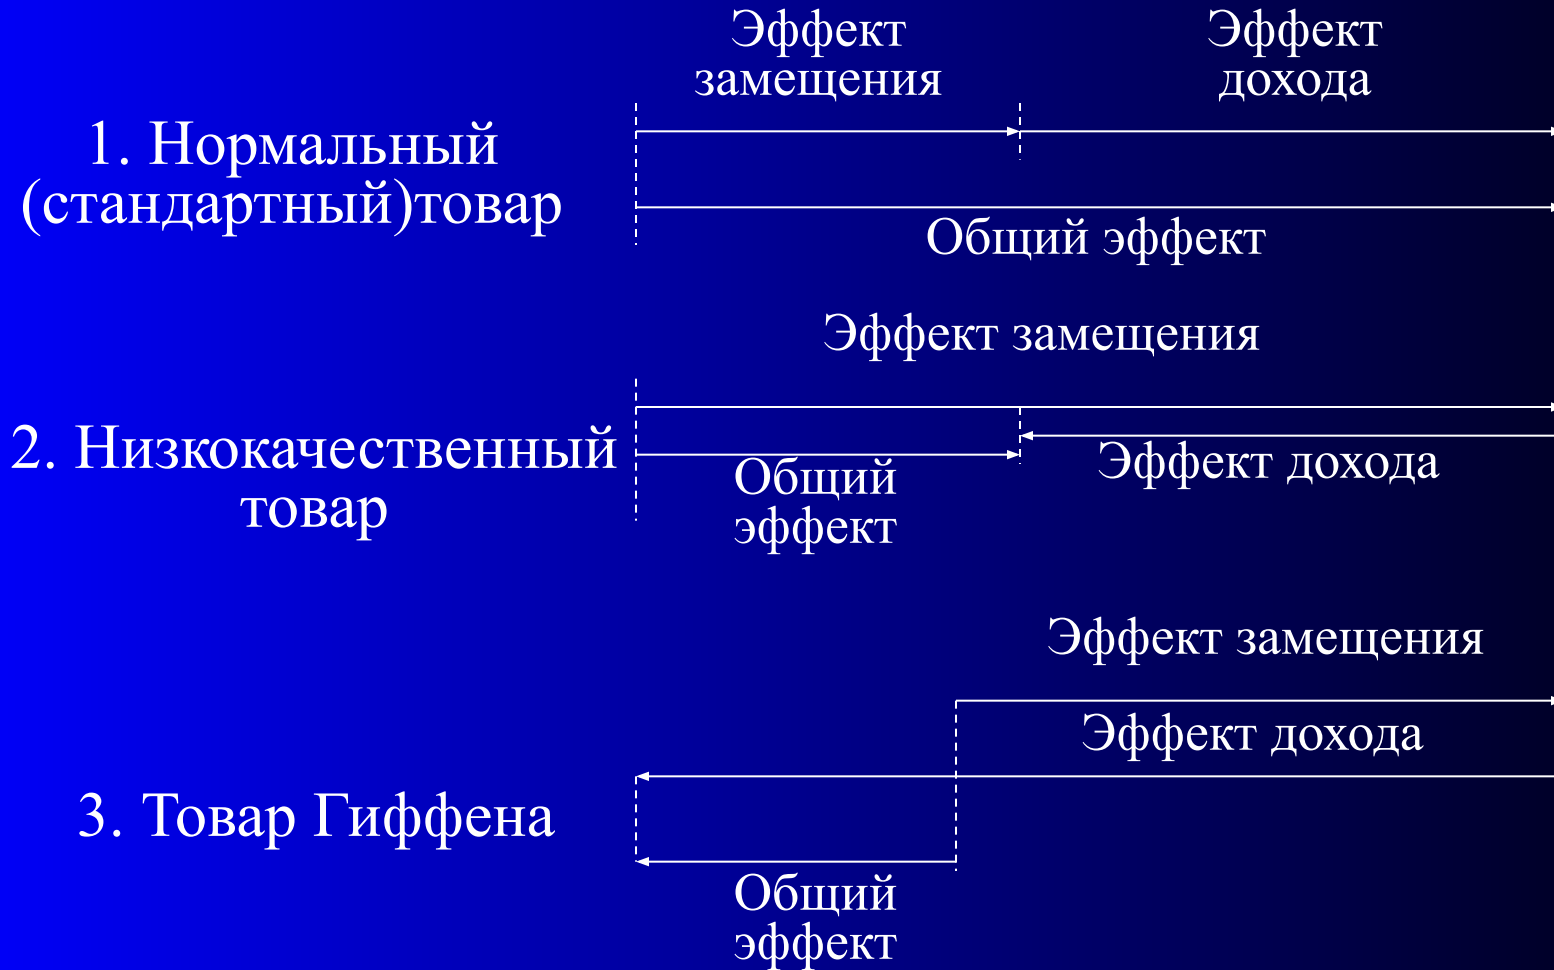 Эффект
замещения
Эффект
дохода
1. Нормальный
(стандартный)товар
Общий эффект
Эффект замещения
2. Низкокачественный
товар
Общий
эффект
Эффект дохода
Эффект замещения
Эффект дохода
3. Товар Гиффена
Общий
эффект